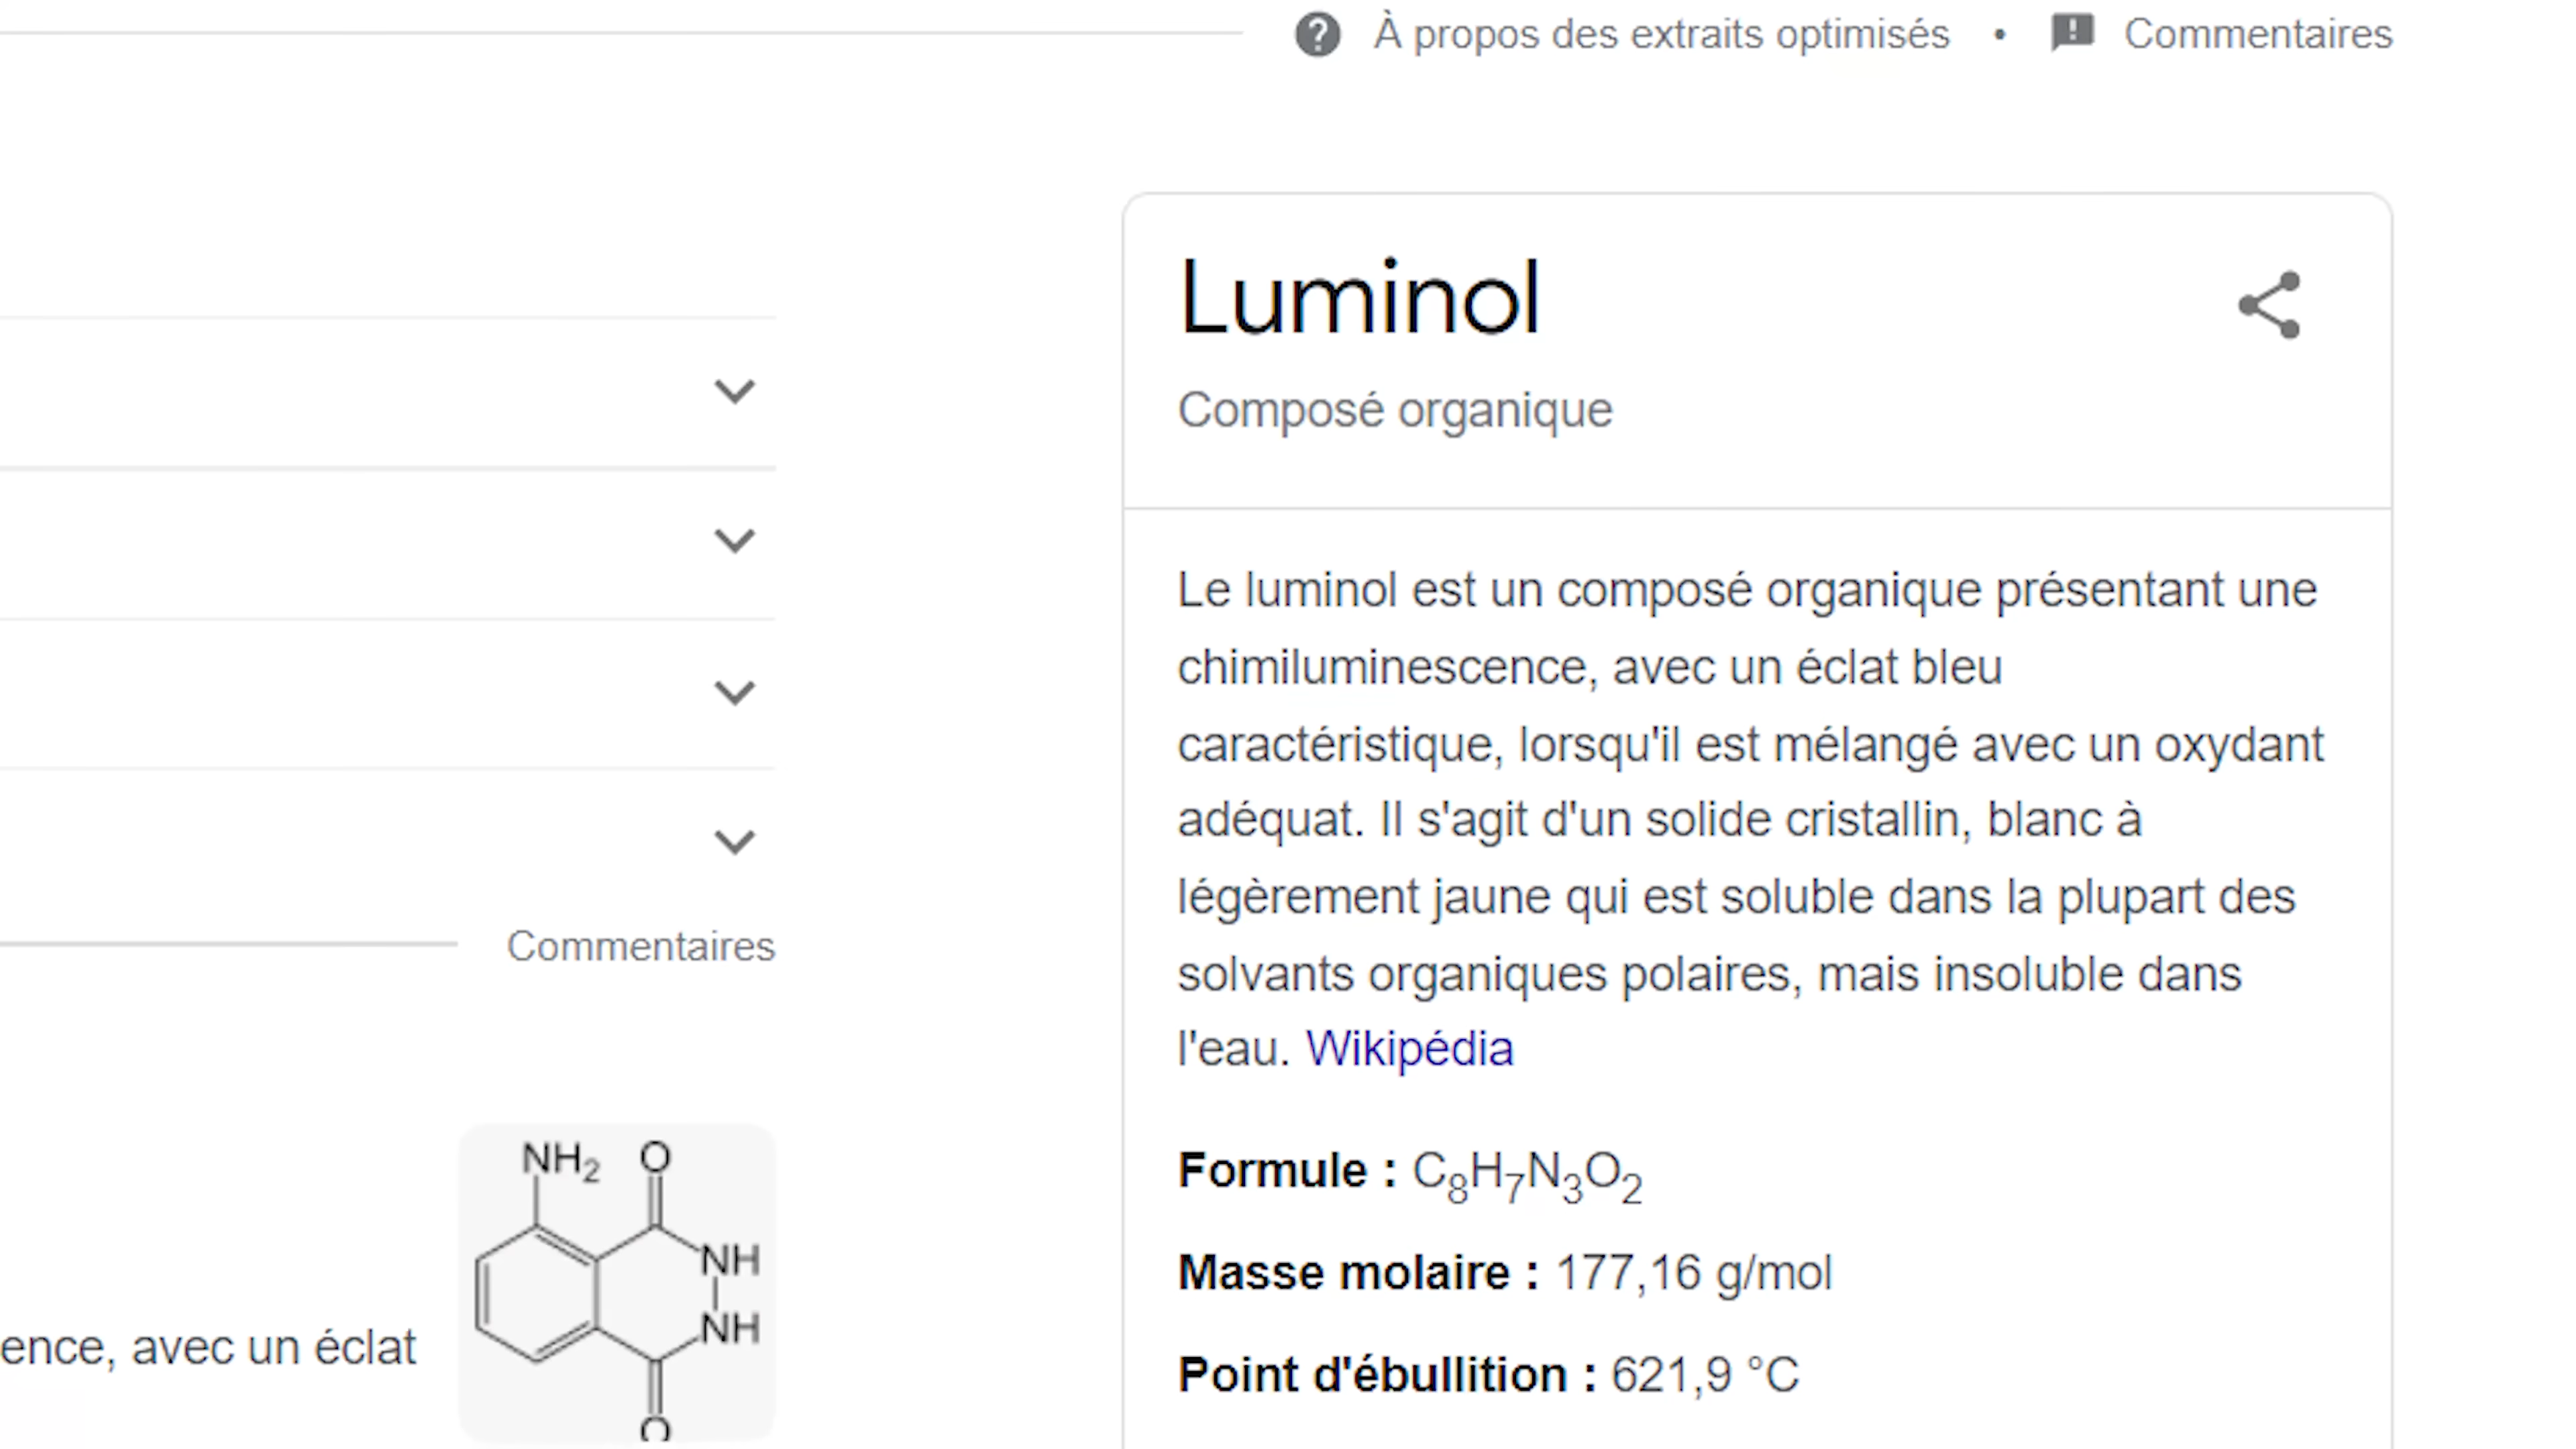 À propos des extraits optimisés • Commentaires
Luminol
Composé organique
Le luminol est un composé organique présentant une
chimiluminescence, avec un éclat bleu
caractéristique, lorsqu'il est mélangé avec un oxydant
adéquat. Il s'agit d'un solide cristallin, blanc à
légèrement jaune qui est soluble dans la plupart des
solvants organiques polaires, mais insoluble dans
l'eau. Wikipédia
Formule : C₈H₇N₃O₂
Masse molaire : 177,16 g/mol
Point d'ébullition : 621,9 °C
Commentaires
NH₂ O
NH
NH
O
ence, avec un éclat